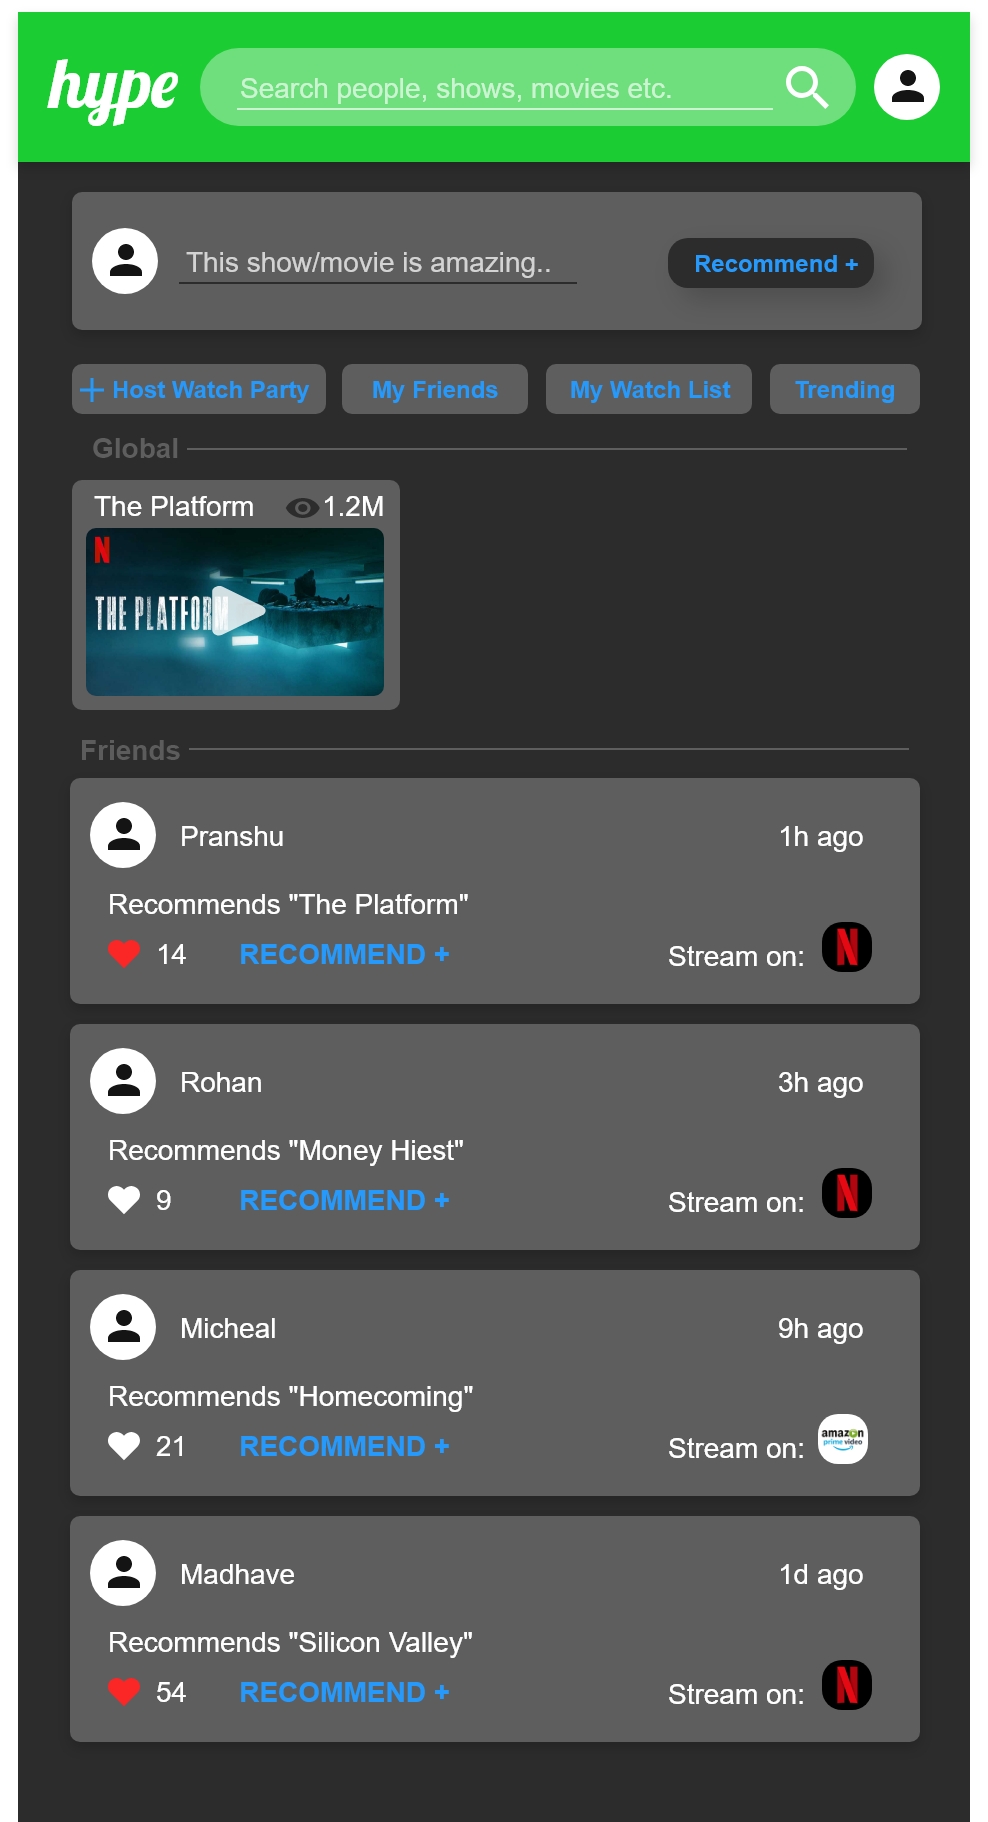 hype
Search people, shows, movies etc.
This show/movie is amazing..
Recommend +
Host Watch Party
My Friends
My Watch List
Trending
Global
The Platform 1.2M
N
THE PLATFORM
Friends
Pranshu 1h ago
Recommends "The Platform"
14 RECOMMEND + Stream on: N
Rohan 3h ago
Recommends "Money Hiest"
9 RECOMMEND + Stream on: N
Micheal 9h ago
Recommends "Homecoming"
21 RECOMMEND + Stream on: amazon
prime video
Madhave 1d ago
Recommends "Silicon Valley"
54 RECOMMEND + Stream on: N